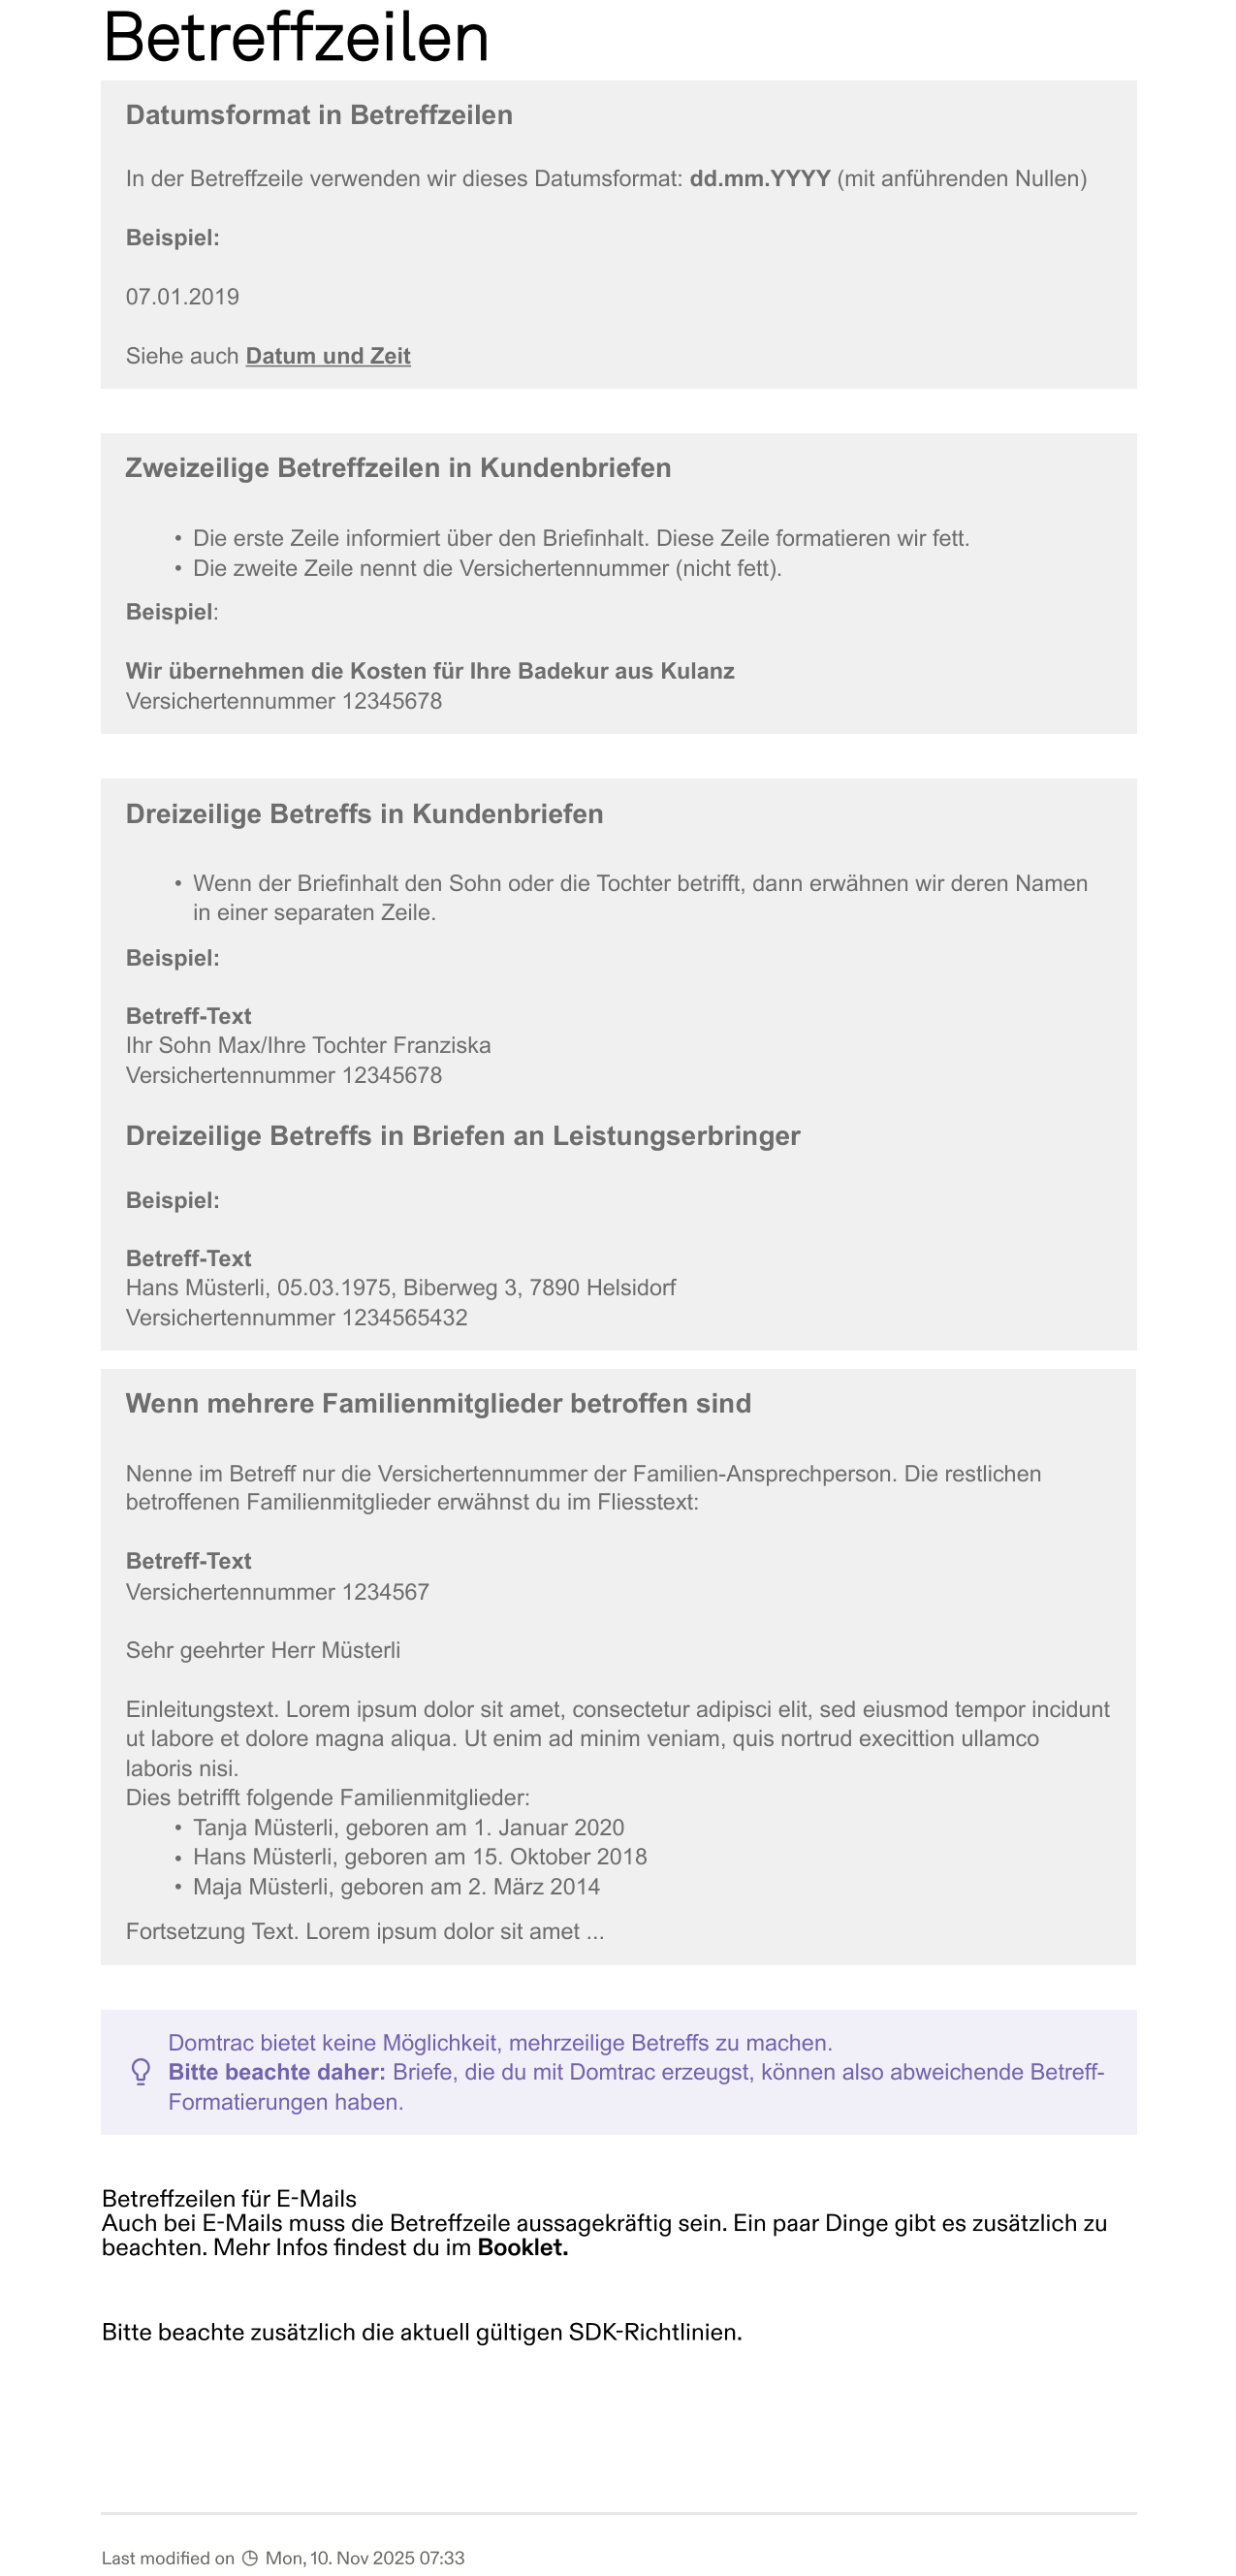 Betreffzeilen
Datumsformat in Betreffzeilen
In der Betreffzeile verwenden wir dieses Datumsformat: dd.mm.YYYY (mit anführenden Nullen)
Beispiel:
07.01.2019
Siehe auch Datum und Zeit
Zweizeilige Betreffzeilen in Kundenbriefen
• Die erste Zeile informiert über den Briefinhalt. Diese Zeile formatieren wir fett.
• Die zweite Zeile nennt die Versichertennummer (nicht fett).
Beispiel:
Wir übernehmen die Kosten für Ihre Badekur aus Kulanz
Versichertennummer 12345678
Dreizeilige Betreffs in Kundenbriefen
• Wenn der Briefinhalt den Sohn oder die Tochter betrifft, dann erwähnen wir deren Namen
in einer separaten Zeile.
Beispiel:
Betreff-Text
Ihr Sohn Max/Ihre Tochter Franziska
Versichertennummer 12345678
Dreizeilige Betreffs in Briefen an Leistungserbringer
Beispiel:
Betreff-Text
Hans Müsterli, 05.03.1975, Biberweg 3, 7890 Helsidorf
Versichertennummer 1234565432
Wenn mehrere Familienmitglieder betroffen sind
Nenne im Betreff nur die Versichertennummer der Familien-Ansprechperson. Die restlichen
betroffenen Familienmitglieder erwähnst du im Fliesstext:
Betreff-Text
Versichertennummer 1234567
Sehr geehrter Herr Müsterli
Einleitungstext. Lorem ipsum dolor sit amet, consectetur adipisci elit, sed eiusmod tempor incidunt
ut labore et dolore magna aliqua. Ut enim ad minim veniam, quis nortrud execittion ullamco
laboris nisi.
Dies betrifft folgende Familienmitglieder:
• Tanja Müsterli, geboren am 1. Januar 2020
• Hans Müsterli, geboren am 15. Oktober 2018
• Maja Müsterli, geboren am 2. März 2014
Fortsetzung Text. Lorem ipsum dolor sit amet ...
Domtrac bietet keine Möglichkeit, mehrzeilige Betreffs zu machen.
Bitte beachte daher: Briefe, die du mit Domtrac erzeugst, können also abweichende Betreff-
Formatierungen haben.
Betreffzeilen für E-Mails
Auch bei E-Mails muss die Betreffzeile aussagekräftig sein. Ein paar Dinge gibt es zusätzlich zu
beachten. Mehr Infos findest du im Booklet.
Bitte beachte zusätzlich die aktuell gültigen SDK-Richtlinien.
Last modified on Mon, 10. Nov 2025 07:33